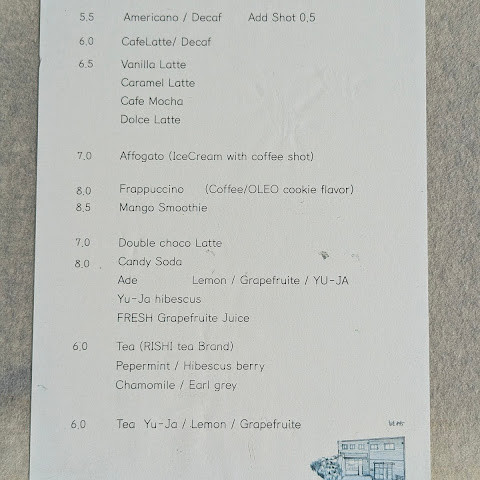 5.5 Americano / Decaf Add Shot 0,5
6.0 CafeLatte/ Decaf
6.5 Vanilla Latte
Caramel Latte
Cafe Mocha
Dolce Latte
7.0 Affogato (IceCream with coffee shot)
8.0 Frappuccino (Coffee/OLEO cookie flavor)
8.5 Mango Smoothie
7.0 Double choco Latte
8.0 Candy Soda
Ade Lemon / Grapefruite / YU-JA
Yu-Ja hibescus
FRESH Grapefruite Juice
6.0 Tea (RISHI tea Brand)
Pepermint / Hibescus berry
Chamomile / Earl grey
6.0 Tea Yu-Ja / Lemon / Grapefruite